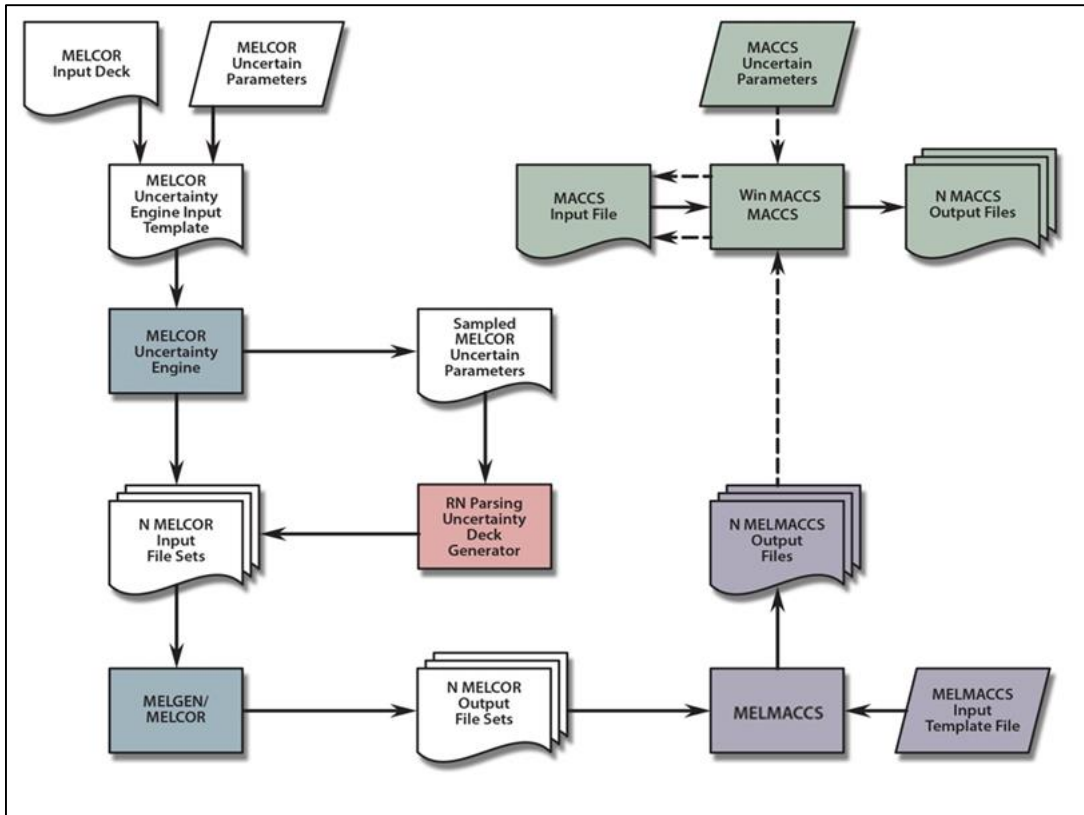 MELCOR
Input Deck
MELCOR
Uncertain
Parameters
MACCS
Uncertain
Parameters
MELCOR
Uncertainty
Engine Input
Template
MACCS
Input File
Win MACCS
MACCS
N MACCS
Output Files
MELCOR
Uncertainty
Engine
Sampled
MELCOR
Uncertain
Parameters
N MELCOR
Input
File Sets
RN Parsing
Uncertainty
Deck
Generator
N MELMACCS
Output
Files
MELGEN/
MELCOR
N MELCOR
Output
File Sets
MELMACCS
MELMACCS
Input
Template File